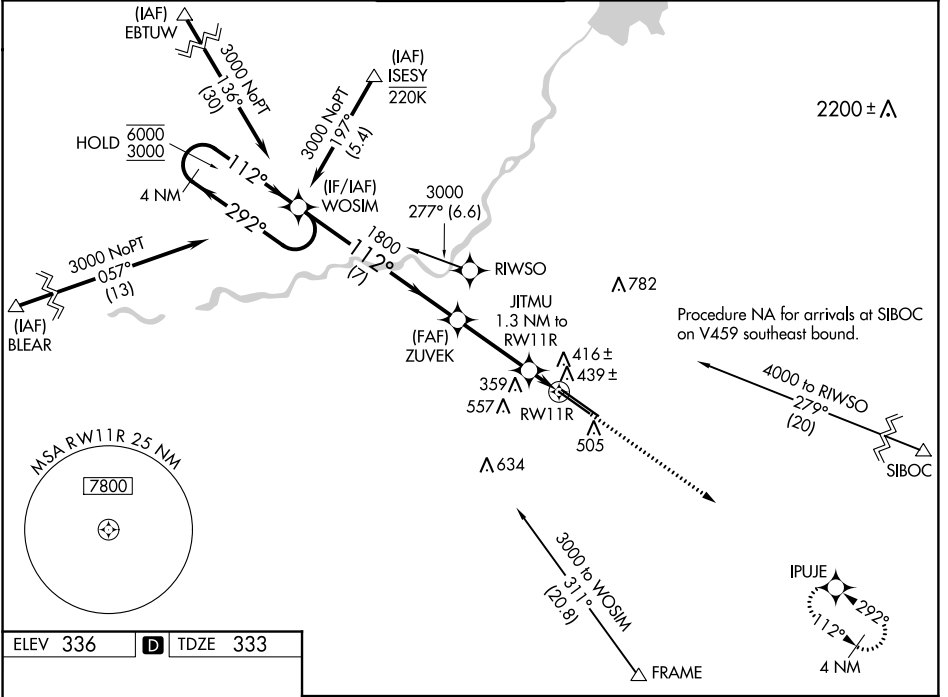 (IAF)
EBTUW
3000 NoPT
136°
(30)
(IAF)
ISESY
220K
3000 NoPT
197°
(5.4)
2200 ±
HOLD 6000
3000
4 NM
112°
292°
(IF/IAF)
WOSIM
3000
277° (6.6)
1800
112°
(7)
RIWSO
3000 NoPT
057°
(13)
(IAF)
BLEAR
782
JITMU
1.3 NM to
RW11R
(FAF)
ZUVEK
Procedure NA for arrivals at SIBOC
on V459 southeast bound.
416 ±
439 ±
359
557
RW11R
505
4000 to RIWSO
279°
(20)
SIBOC
634
MSA RW11R 25 NM
7800
3000 to WOSIM
311°
(20.8)
FRAME
IPUJE
292°
112°
4 NM
ELEV 336 D TDZE 333